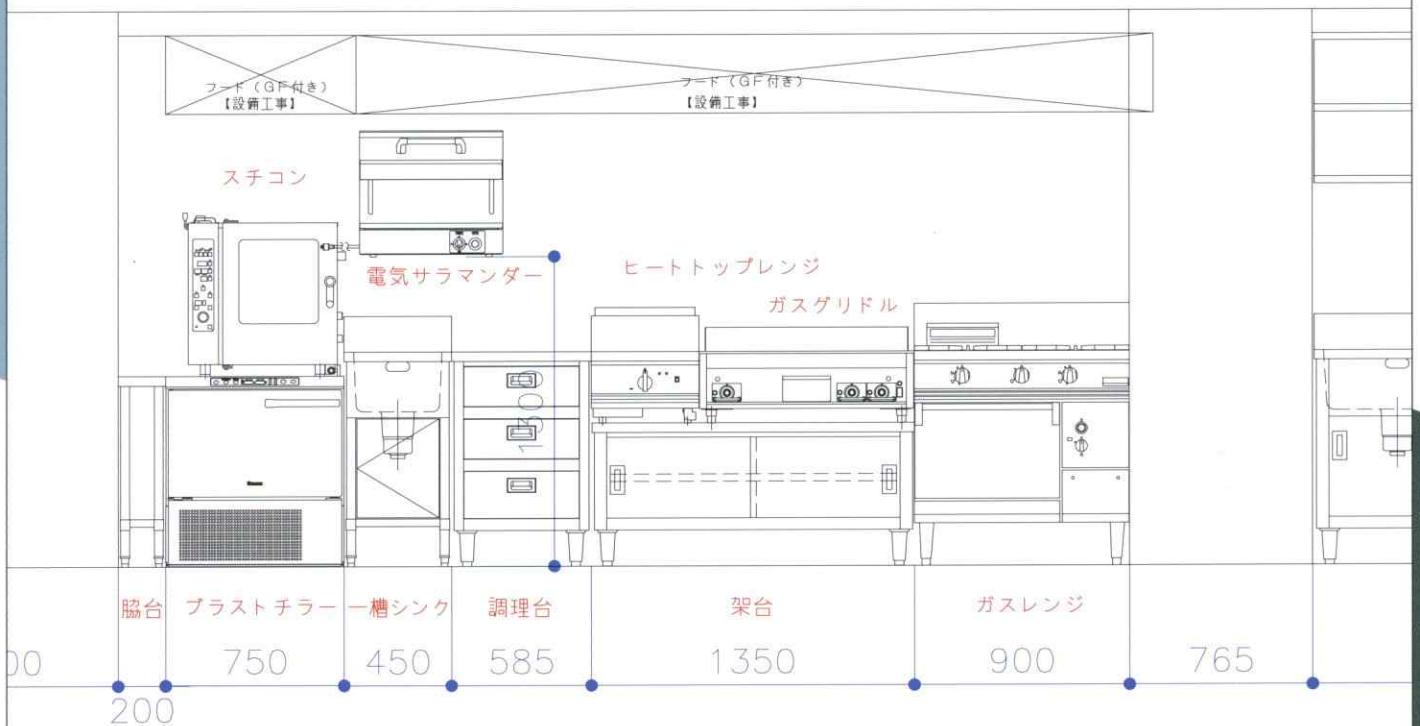 フード（GF付き）
【設備工事】
フード（GF付き）
【設備工事】
スチコン
電気サラマンダー
ヒートトップレンジ
ガスグリドル
1300
脇台
ブラストチラー
一槽シンク
調理台
架台
ガスレンジ
00
200
750
450
585
1350
900
765